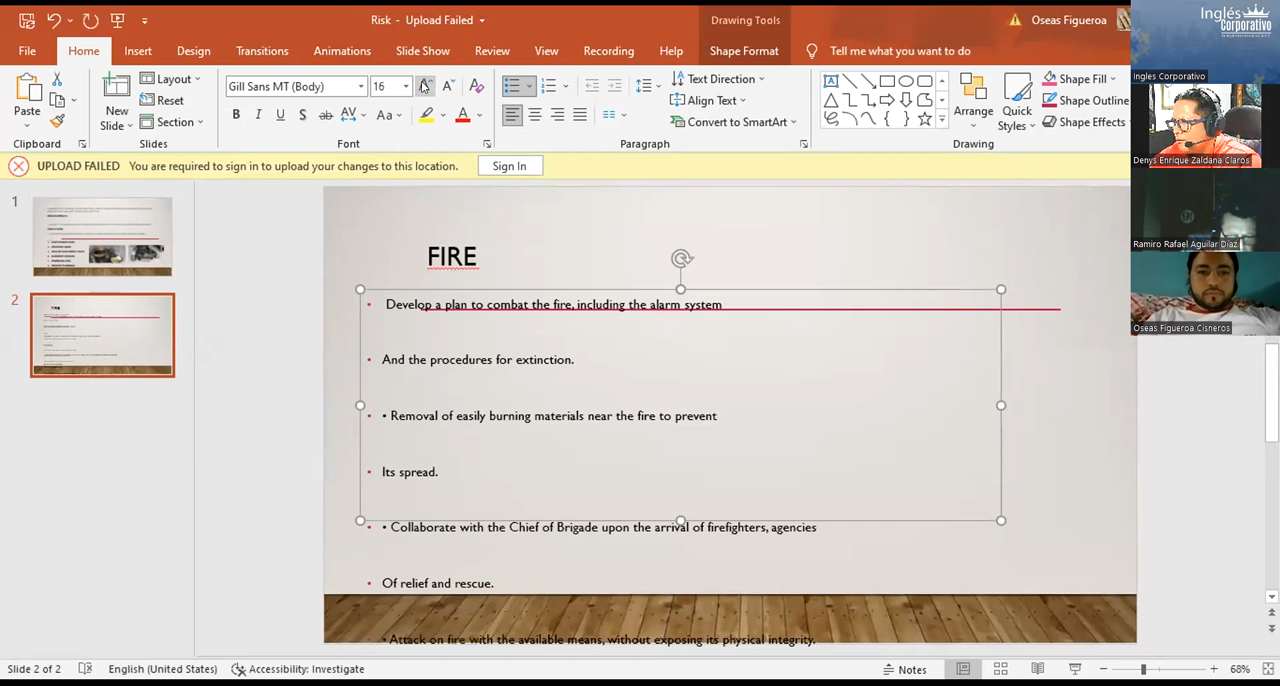 Risk - Upload Failed
Drawing Tools
Oseas Figueroa
File
Home
Insert
Design
Transitions
Animations
Slide Show
Review
View
Recording
Help
Shape Format
Tell me what you want to do
Paste
Clipboard
New
Slide
Layout
Reset
Section
Slides
Gill Sans MT (Body)
16
B I U S ab AV Aa A
Font
Text Direction
Align Text
Convert to SmartArt
Paragraph
Arrange
Quick
Styles
Shape Fill
Shape Outline
Shape Effects
Drawing
UPLOAD FAILED You are required to sign in to upload your changes to this location.
Sign In
1
2
FIRE
• Develop a plan to combat the fire, including the alarm system
• And the procedures for extinction.
• • Removal of easily burning materials near the fire to prevent
• Its spread.
• • Collaborate with the Chief of Brigade upon the arrival of firefighters, agencies
• Of relief and rescue.
• Attack on fire with the available means, without exposing its physical integrity.
Inglés
Corporativo
Ingles Corporativo
Denys Enrique Zaldana Claros
Ramiro Rafael Aguilar Diaz
Oseas Figueroa Cisneros
Slide 2 of 2
English (United States)
Accessibility: Investigate
Notes
68%